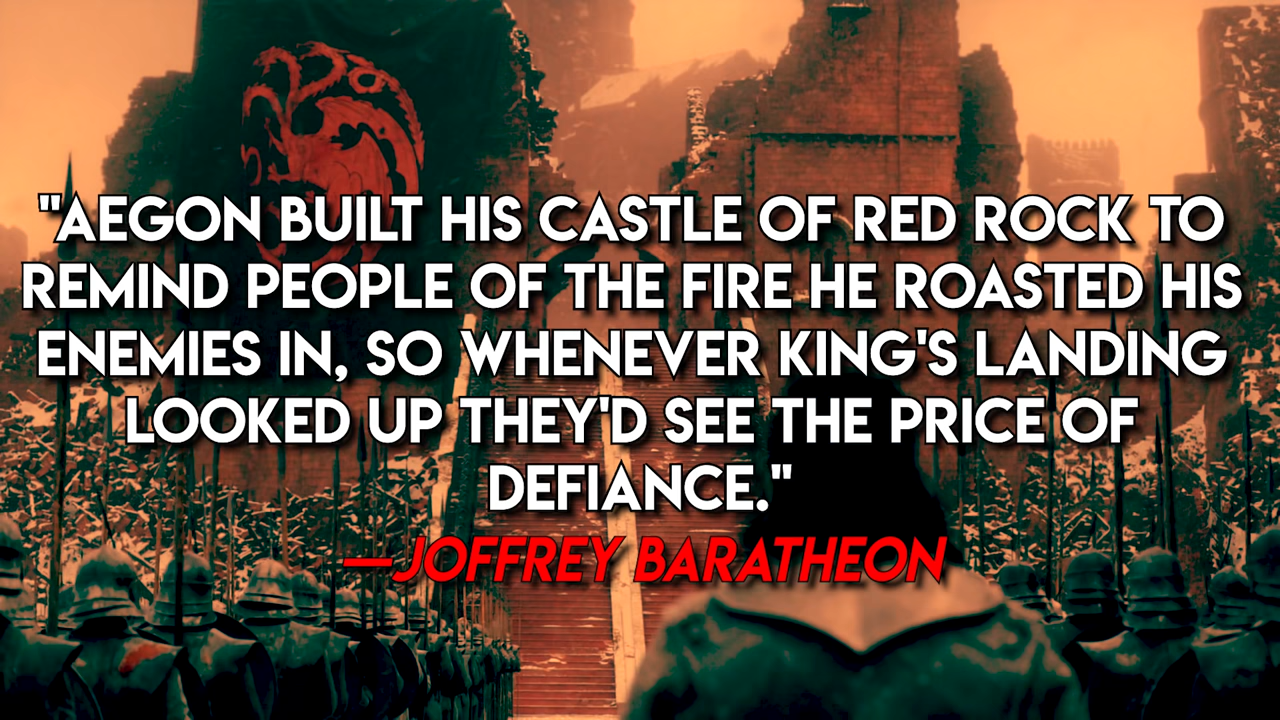 "AEGON BUILT HIS CASTLE OF RED ROCK TO
REMIND PEOPLE OF THE FIRE HE ROASTED HIS
ENEMIES IN, SO WHENEVER KING'S LANDING
LOOKED UP THEY'D SEE THE PRICE OF
DEFIANCE."
—JOFFREY BARATHEON